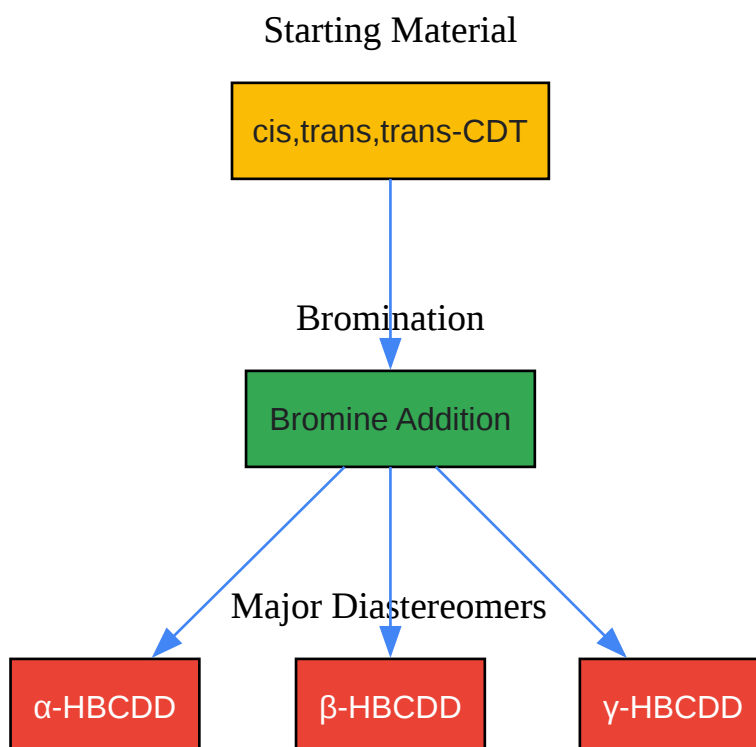 Starting Material
cis,trans,trans-CDT
Bromination
Bromine Addition
Major Diastereomers
α-HBCDD
β-HBCDD
γ-HBCDD